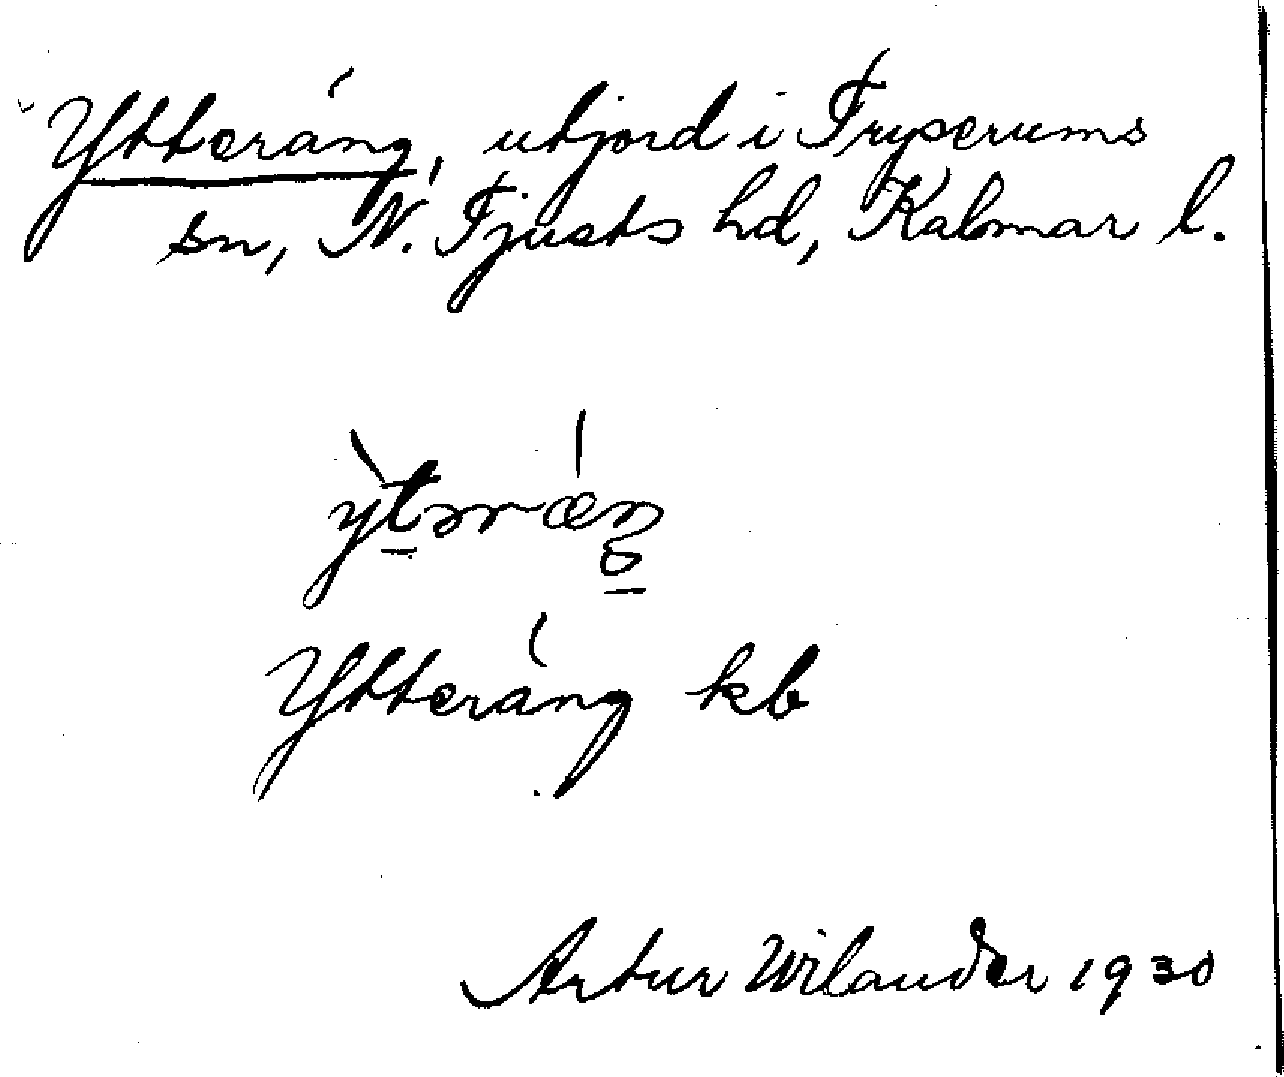 Ytteräng, utjord i Tryserums
sn, N. Tjusts hd, Kalmar l.
Ytteräng kb
Artur Wilander 1930